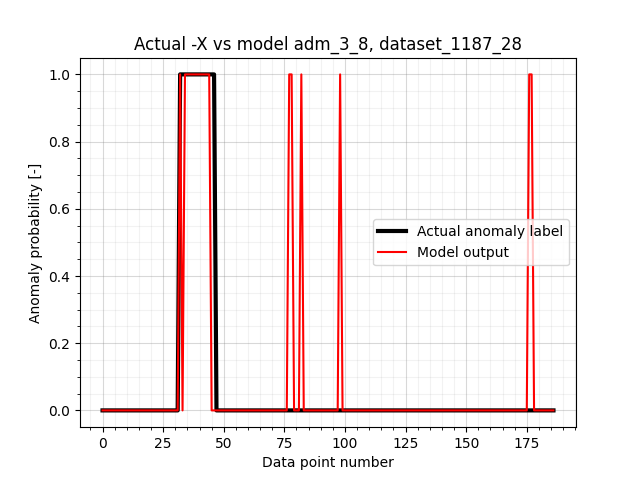 Actual -X vs model adm_3_8, dataset_1187_28
1.0
0.8
0.6
0.4
0.2
0.0
Anomaly probability [-]
Actual anomaly label
Model output
0 25 50 75 100 125 150 175
Data point number